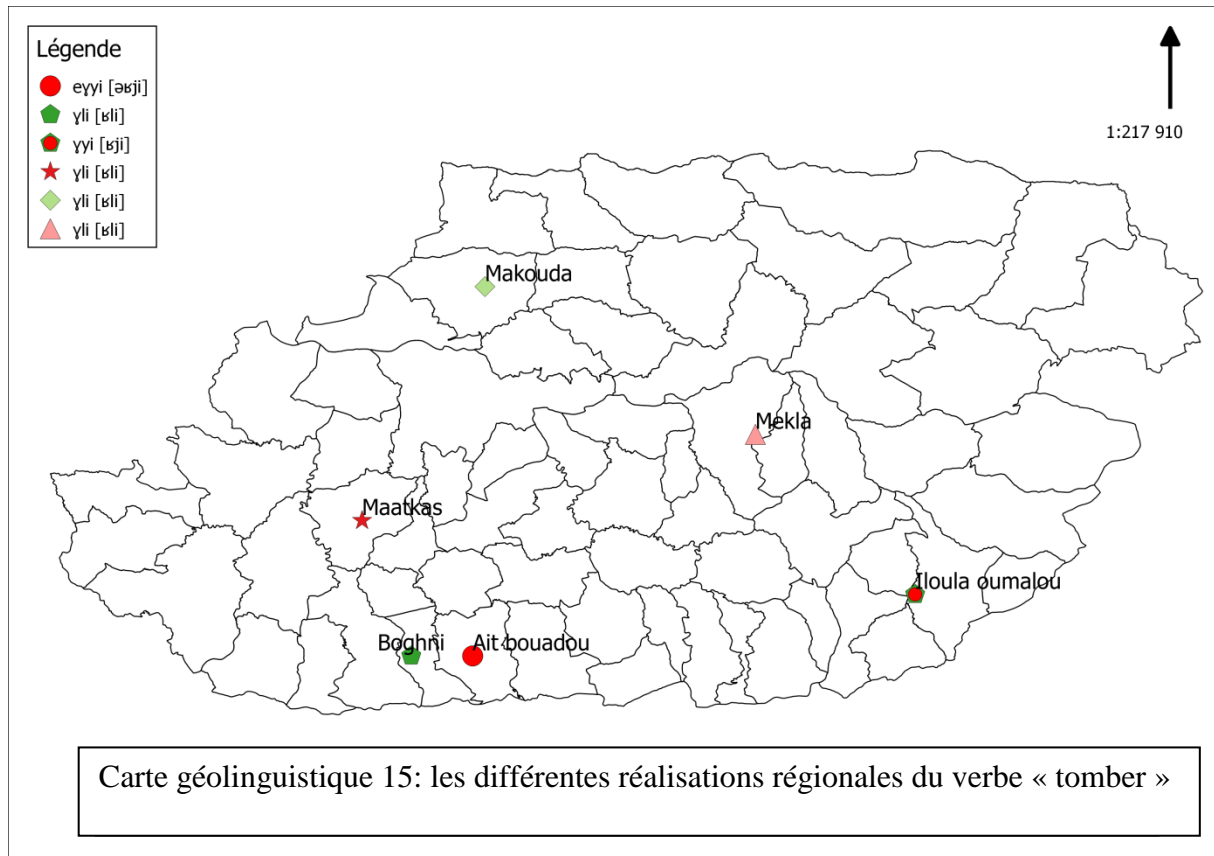 Légende
eɣyi [əʁji]
ɣli [ʁli]
ɣyi [ʁji]
ɣli [ʁli]
ɣli [ʁli]
ɣli [ʁli]
1:217 910
Makouda
Mekla
Maatkas
Iloula oumalou
Boghni
Ait bouadou
Carte géolinguistique 15: les différentes réalisations régionales du verbe « tomber »